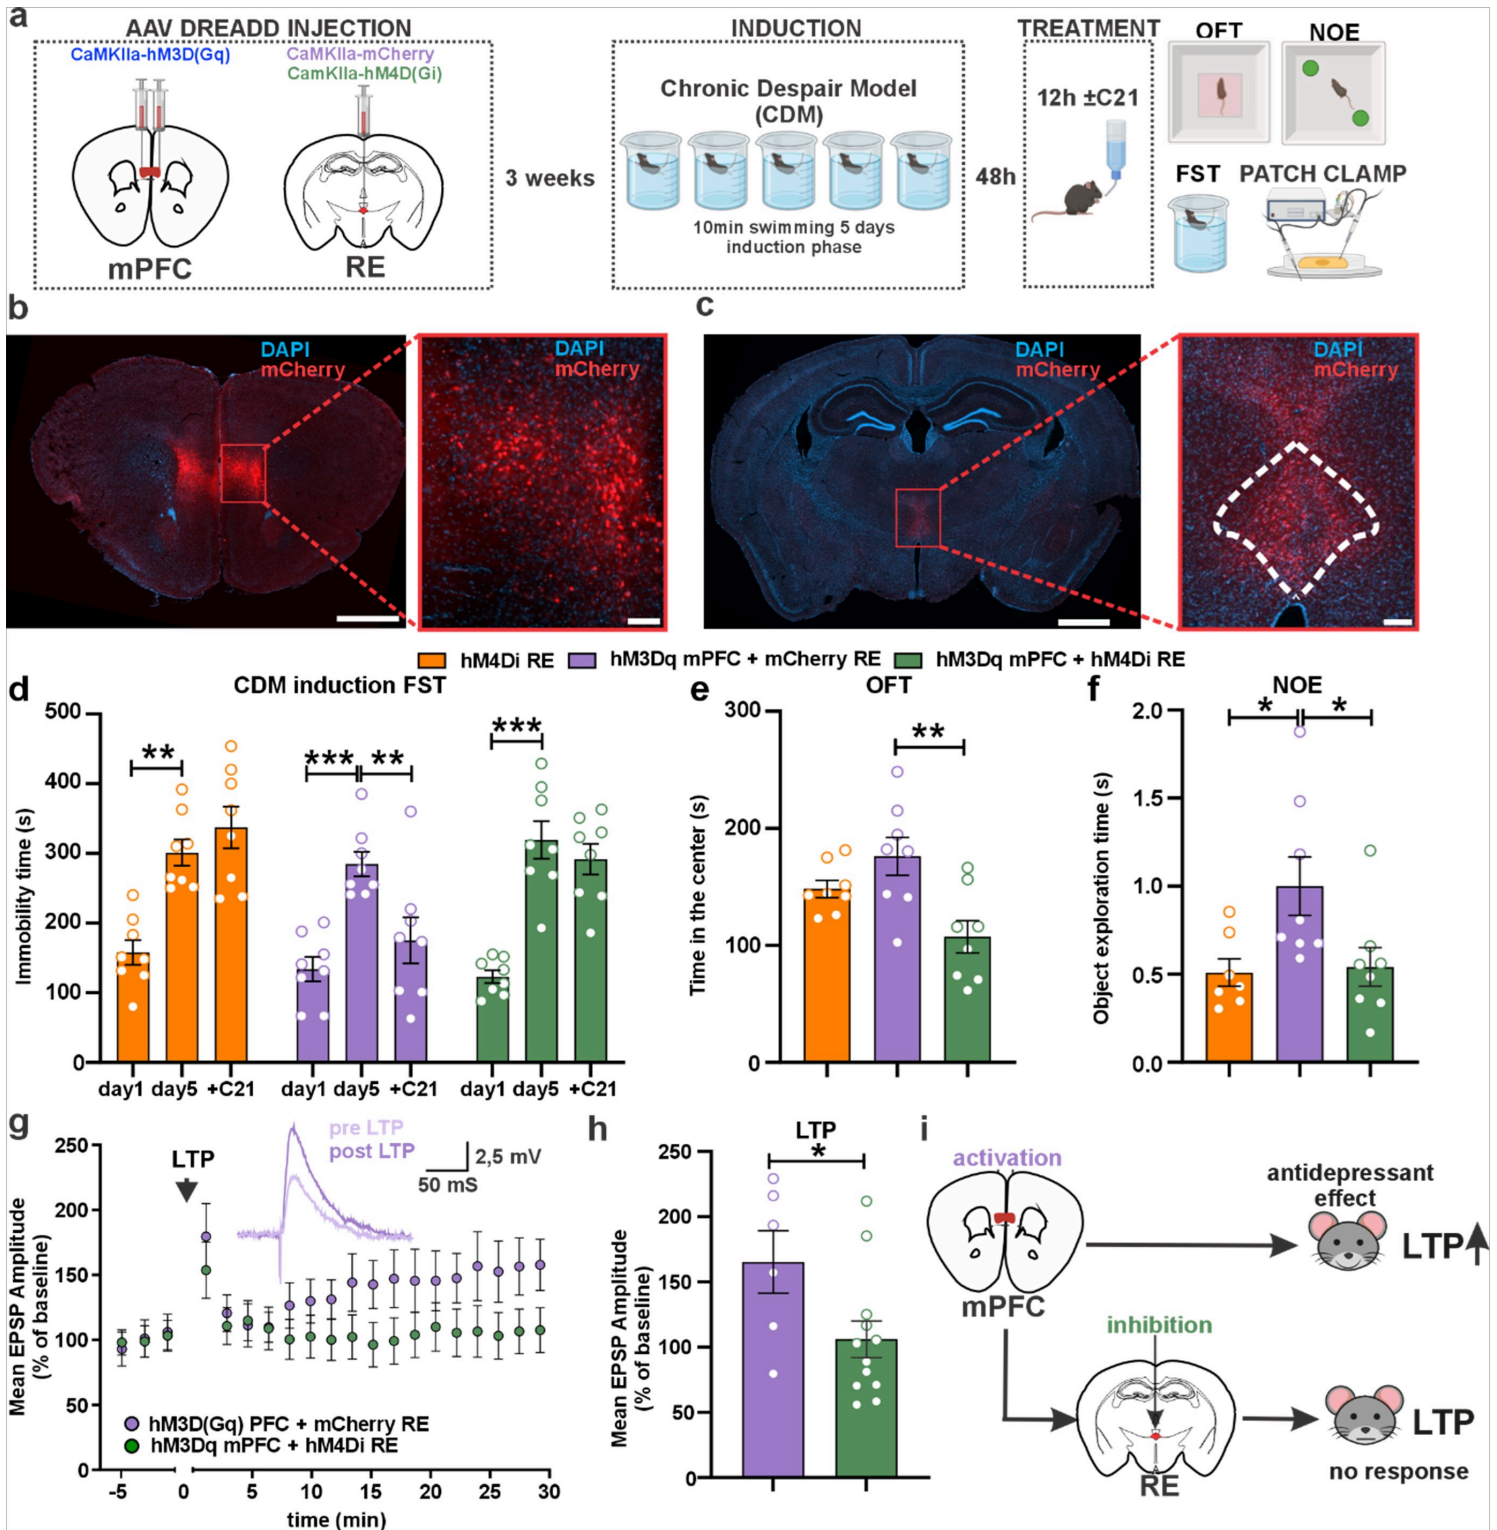 a
AAV DREADD INJECTION
INDUCTION
TREATMENT
OFT
NOE
CaMKIIa-hM3D(Gq)
CaMKIIa-mCherry
CamKIIa-hM4D(Gi)
Chronic Despair Model
(CDM)
12h ±C21
3 weeks
48h
FST
PATCH CLAMP
10min swimming 5 days
induction phase
mPFC
RE
b
c
DAPI
mCherry
DAPI
mCherry
DAPI
mCherry
DAPI
mCherry
hM4Di RE
hM3Dq mPFC + mCherry RE
hM3Dq mPFC + hM4Di RE
d
CDM induction FST
Immobility time (s)
500
400
300
200
100
0
**
***
**
***
day1 day5 +C21
day1 day5 +C21
day1 day5 +C21
e
OFT
Time in the center (s)
300
200
100
0
**
f
NOE
Object exploration time (s)
2.0
1.5
1.0
0.5
0.0
*
*
g
Mean EPSP Amplitude
(% of baseline)
250
200
150
100
50
0
LTP
pre LTP
post LTP
2,5 mV
50 mS
hM3D(Gq) PFC + mCherry RE
hM3Dq mPFC + hM4Di RE
-5 0 5 10 15 20 25 30
time (min)
h
LTP
*
Mean EPSP Amplitude
(% of baseline)
250
200
150
100
50
0
i
activation
mPFC
antidepressant
effect
LTP
inhibition
RE
LTP
no response